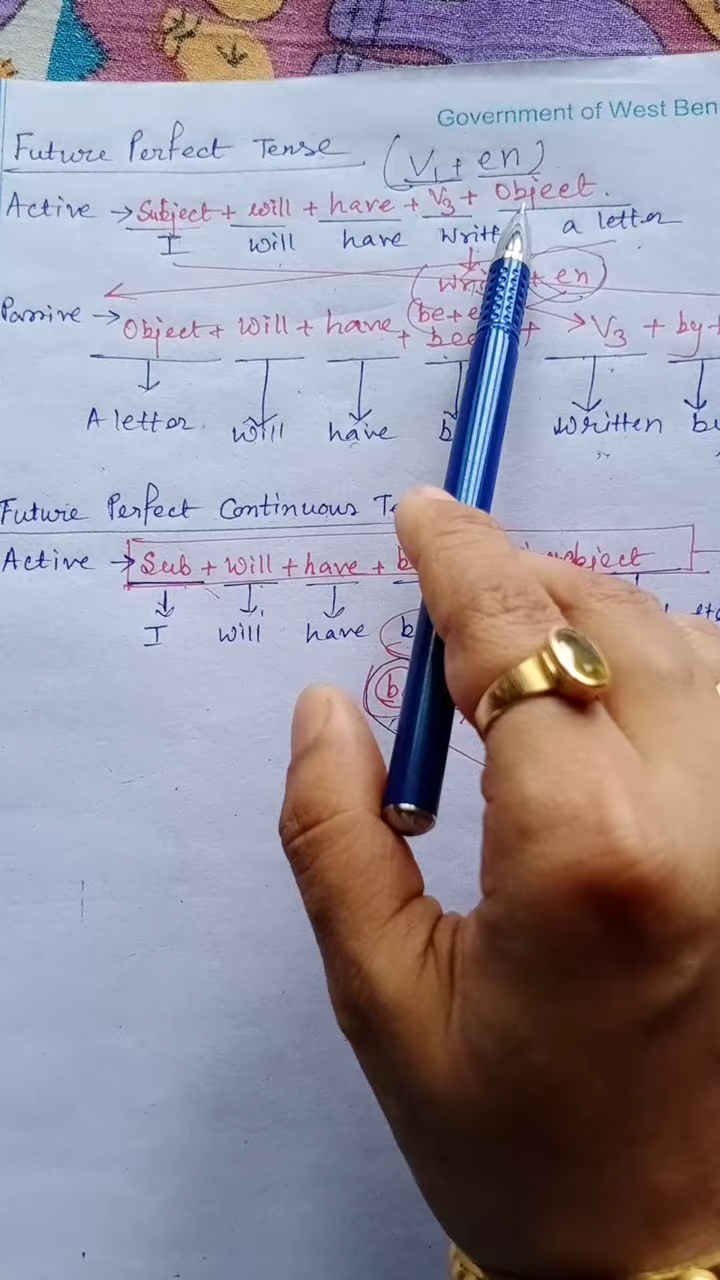 Government of West Ben
Future Perfect Tense (V₁ + en)
Active → Subject + will + have + V₃ + Object.
I will have a letter
+ en
Passive → Object + will + have + → V₃ + by +
A letter will have written
Future Perfect Continuous
Active → Sub + will + have + object
I will have